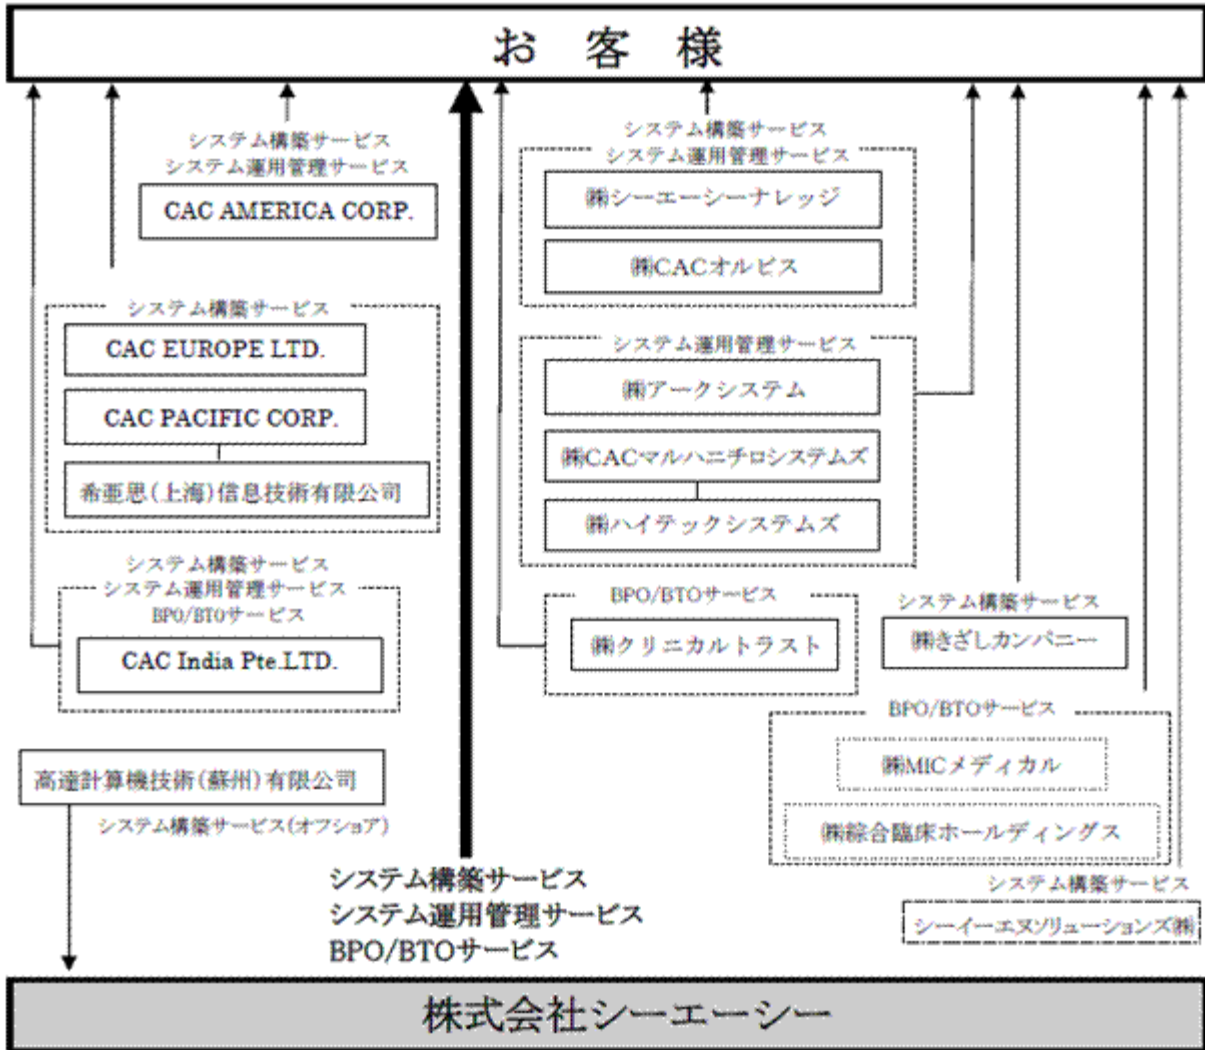 お 客 様
システム構築サービス
システム運用管理サービス
CAC AMERICA CORP.
システム構築サービス
CAC EUROPE LTD.
CAC PACIFIC CORP.
希亜思(上海)信息技術有限公司
システム構築サービス
システム運用管理サービス
BPO/BTOサービス
CAC India Pte.LTD.
高達計算機技術(蘇州)有限公司
システム構築サービス(オフショア)
システム構築サービス
システム運用管理サービス
BPO/BTOサービス
システム構築サービス
システム運用管理サービス
㈱シーエーシーナレッジ
㈱CACオルビス
システム運用管理サービス
㈱アークシステム
㈱CACマルハニチロシステムズ
㈱ハイテックシステムズ
BPO/BTOサービス
㈱クリニカルトラスト
システム構築サービス
㈱きざしカンパニー
BPO/BTOサービス
㈱MICメディカル
㈱綜合臨床ホールディングス
システム構築サービス
シーイーエヌソリューションズ㈱
株式会社シーエーシー